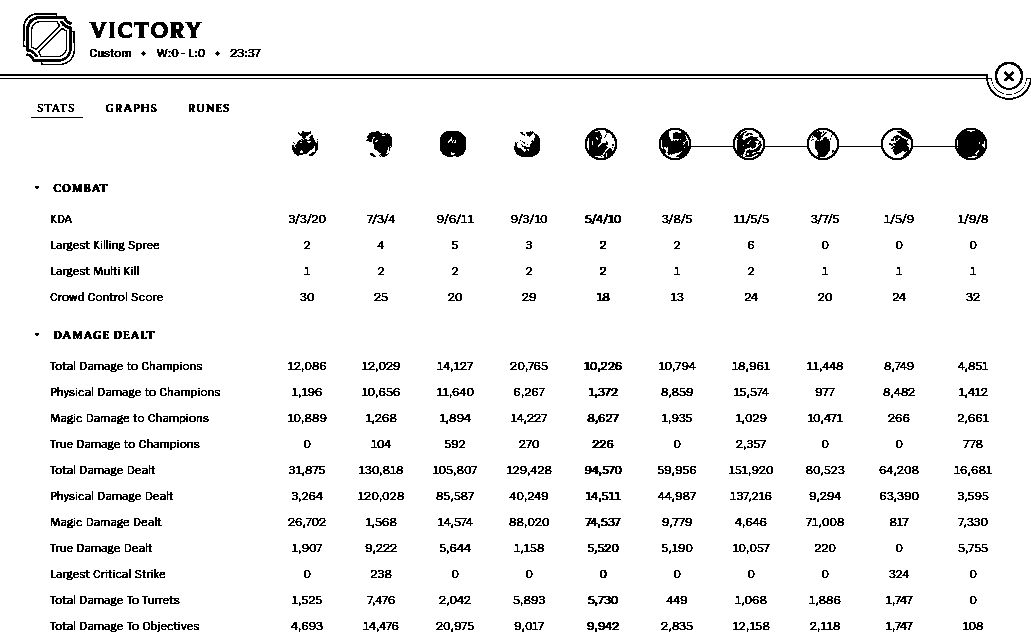 VICTORY
Custom • W:0 - L:0 • 23:37
STATS GRAPHS RUNES
COMBAT
KDA 3/3/20 7/3/4 9/6/11 9/3/10 5/4/10 3/8/5 11/5/5 3/7/5 1/5/9 1/9/8
Largest Killing Spree 2 4 5 3 2 2 6 0 0 0
Largest Multi Kill 1 2 2 2 2 1 2 1 1 1
Crowd Control Score 30 25 20 29 18 13 24 20 24 32
DAMAGE DEALT
Total Damage to Champions 12,086 12,029 14,127 20,765 10,226 10,794 18,961 11,448 8,749 4,851
Physical Damage to Champions 1,196 10,656 11,640 6,267 1,372 8,859 15,574 977 8,482 1,412
Magic Damage to Champions 10,889 1,268 1,894 14,227 8,627 1,935 1,029 10,471 266 2,661
True Damage to Champions 0 104 592 270 226 0 2,357 0 0 778
Total Damage Dealt 31,875 130,818 105,807 129,428 94,570 59,956 151,920 80,523 64,208 16,681
Physical Damage Dealt 3,264 120,028 85,587 40,249 14,511 44,987 137,216 9,294 63,390 3,595
Magic Damage Dealt 26,702 1,568 14,574 88,020 74,537 9,779 4,646 71,008 817 7,330
True Damage Dealt 1,907 9,222 5,644 1,158 5,520 5,190 10,057 220 0 5,755
Largest Critical Strike 0 238 0 0 0 0 0 0 324 0
Total Damage To Turrets 1,525 7,476 2,042 5,893 5,730 449 1,068 1,886 1,747 0
Total Damage To Objectives 4,693 14,476 20,975 9,017 9,942 2,835 12,158 2,118 1,747 108